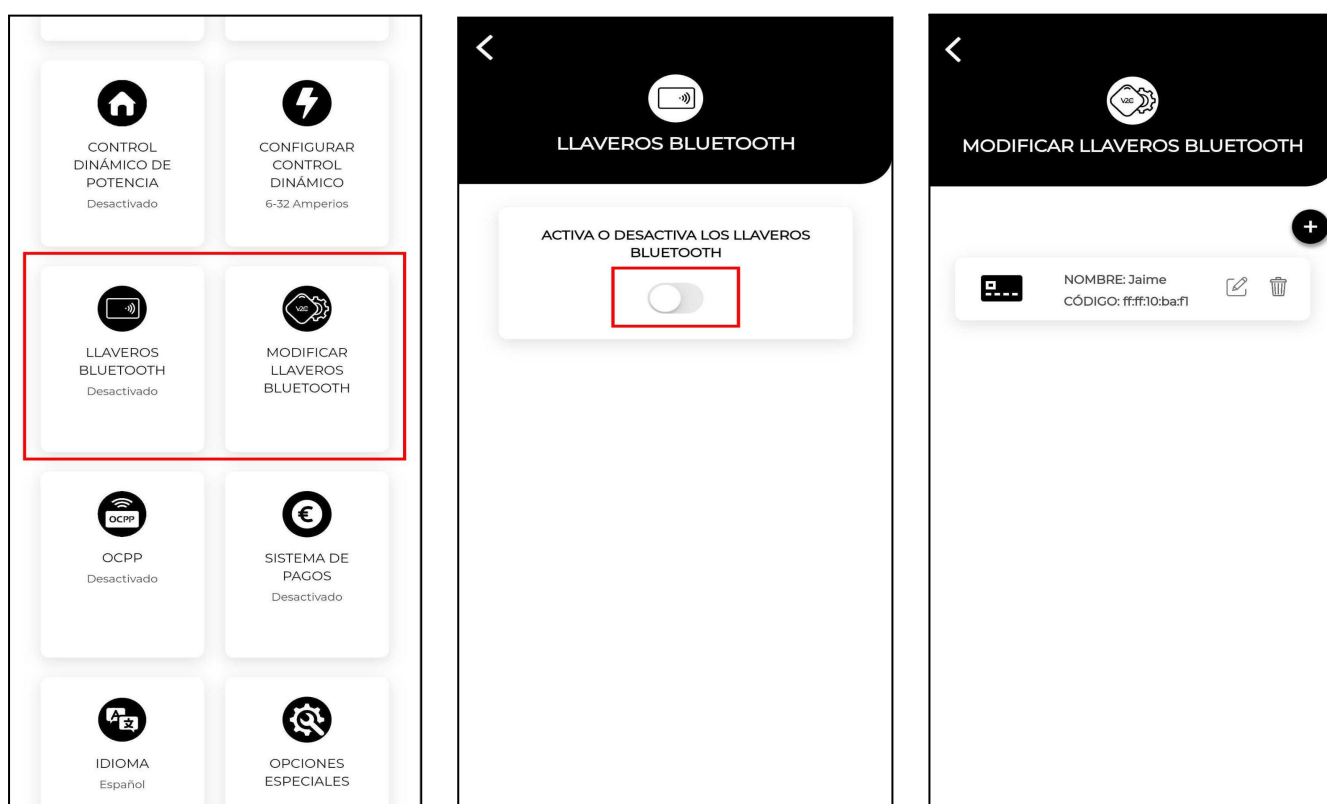 CONTROL
DINÁMICO DE
POTENCIA
Desactivado
CONFIGURAR
CONTROL
DINÁMICO
6-32 Amperios
V2C
LLAVEROS
BLUETOOTH
Desactivado
MODIFICAR
LLAVEROS
BLUETOOTH
OCPP
OCPP
Desactivado
€
SISTEMA DE
PAGOS
Desactivado
A 文
IDIOMA
Español
OPCIONES
ESPECIALES
LLAVEROS BLUETOOTH
ACTIVA O DESACTIVA LOS LLAVEROS
BLUETOOTH
V2C
MODIFICAR LLAVEROS BLUETOOTH
+
NOMBRE: Jaime
CÓDIGO: ff:ff:10:ba:f1